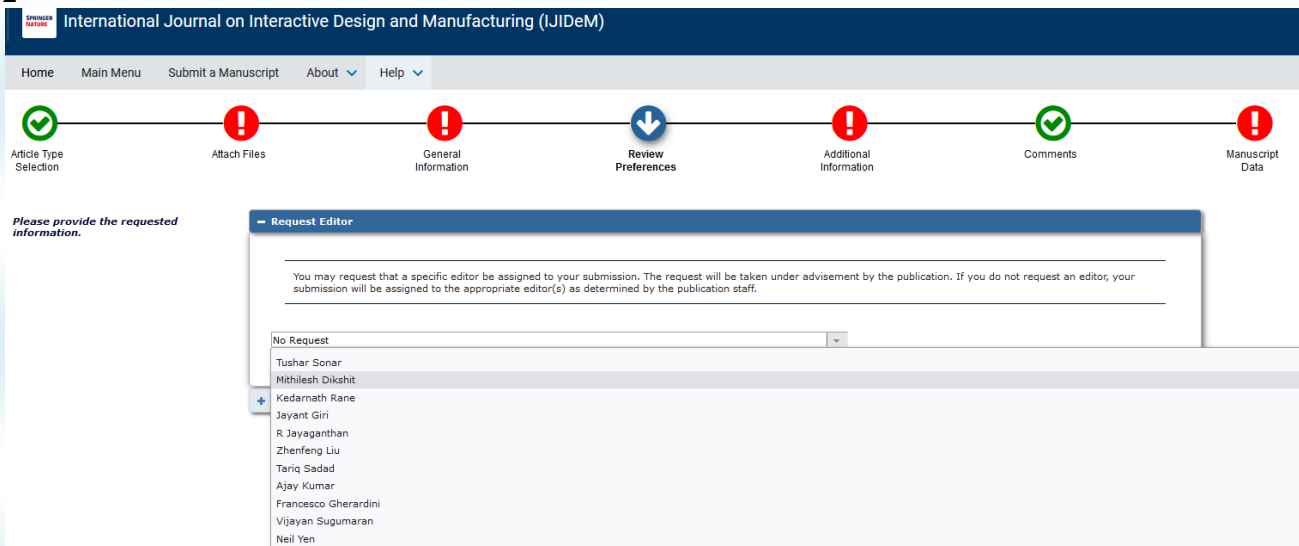 SPRINGER NATURE
International Journal on Interactive Design and Manufacturing (IJIDeM)
Home Main Menu Submit a Manuscript About Help
Article Type Selection
Attach Files
General Information
Review Preferences
Additional Information
Comments
Manuscript Data
Please provide the requested
information.
Request Editor
You may request that a specific editor be assigned to your submission. The request will be taken under advisement by the publication. If you do not request an editor, your
submission will be assigned to the appropriate editor(s) as determined by the publication staff.
No Request
Tushar Sonar
Mithilesh Dikshit
Kedarnath Rane
Jayant Giri
R Jayaganthan
Zhenfeng Liu
Tariq Sadad
Ajay Kumar
Francesco Gherardini
Vijayan Sugumaran
Neil Yen